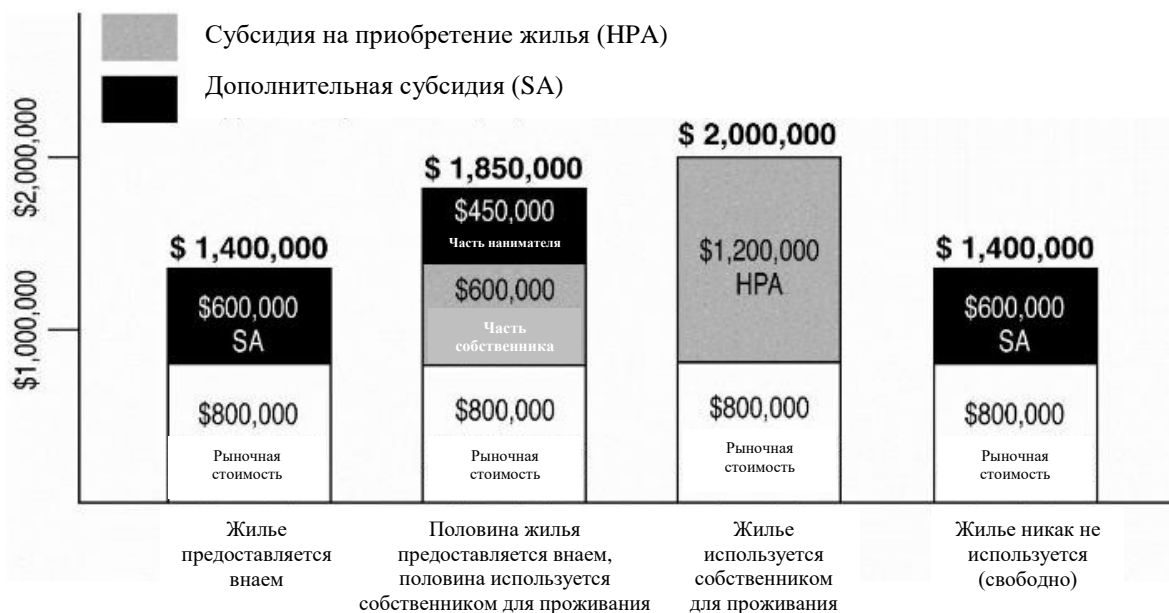 Субсидия на приобретение жилья (HPA)
Дополнительная субсидия (SA)
$2,000,000
$1,000,000
$ 1,400,000
$600,000
SA
$800,000
Рыночная
стоимость
Жилье
предоставляется
внаем
$ 1,850,000
$450,000
Часть нанимателя
$600,000
Часть
собственника
$800,000
Рыночная
стоимость
Половина жилья
предоставляется внаем,
половина используется
собственником для проживания
$ 2,000,000
$1,200,000
HPA
$800,000
Рыночная
стоимость
Жилье
используется
собственником
для проживания
$ 1,400,000
$600,000
SA
$800,000
Рыночная
стоимость
Жилье никак не
используется
(свободно)